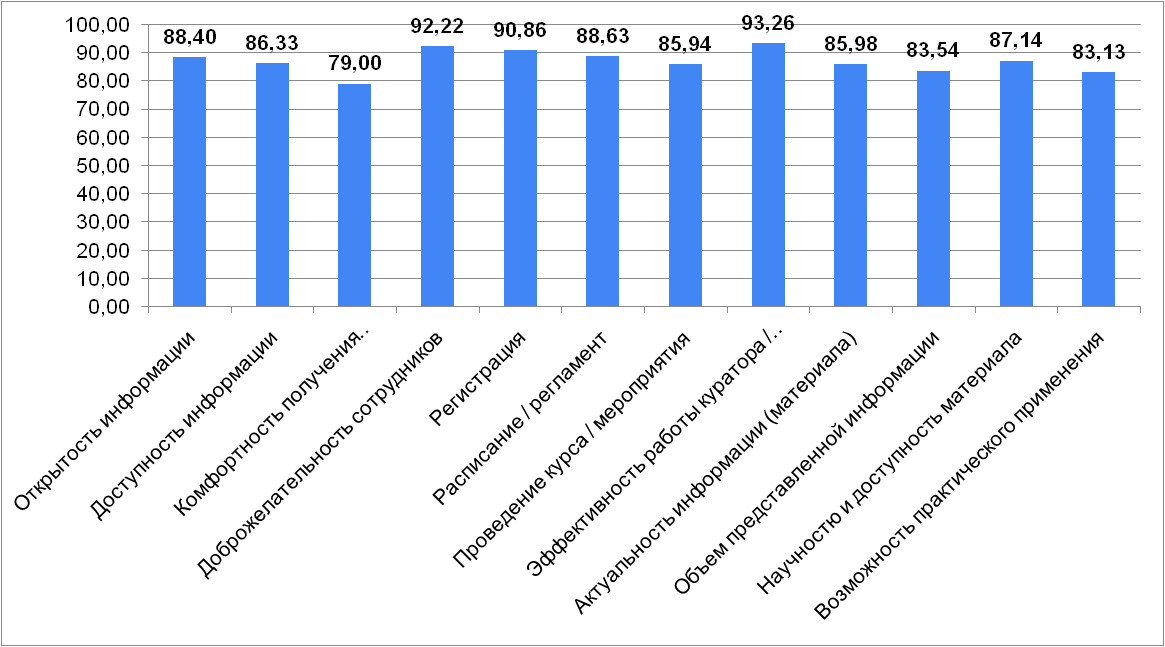 100,00
90,00
80,00
70,00
60,00
50,00
40,00
30,00
20,00
10,00
0,00
88,40
86,33
79,00
92,22
90,86
88,63
85,94
93,26
85,98
83,54
87,14
83,13
Открытость информации
Доступность информации
Комфортность получения..
Доброжелательность сотрудников
Регистрация
Расписание / регламент
Проведение курса / мероприятия
Эффективность работы куратора /..
Актуальность информации (материала)
Объем представленной информации
Научностю и доступность материала
Возможность практического применения